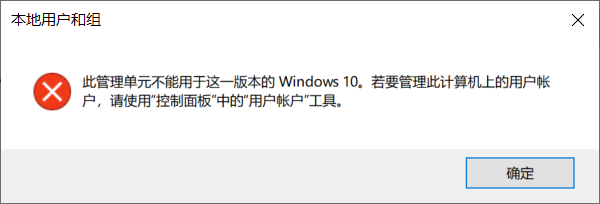 本地用户和组
此管理单元不能用于这一版本的 Windows 10。若要管理此计算机上的用户帐
户，请使用“控制面板”中的“用户帐户”工具。
确定